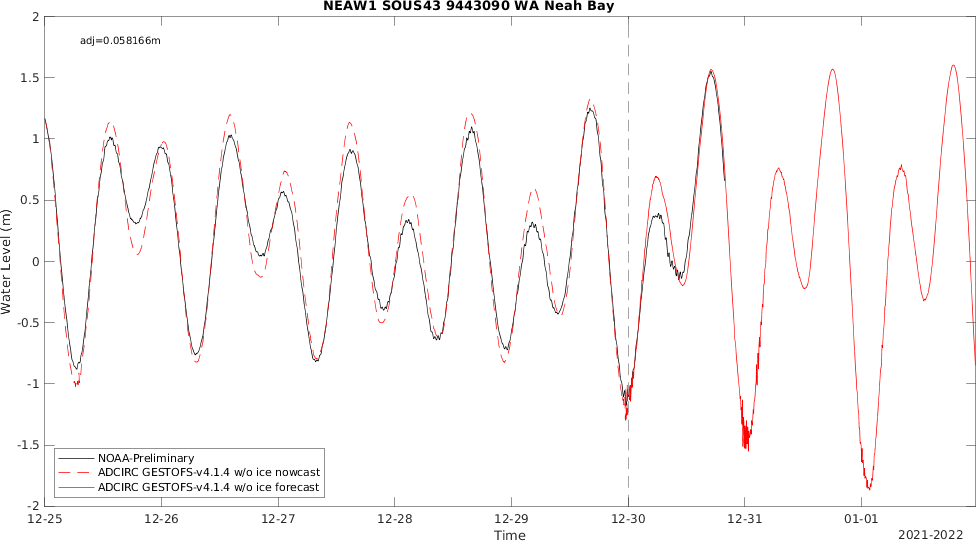 NEAW1 SOUS43 9443090 WA Neah Bay
adj=0.058166m
2
1.5
1
0.5
0
-0.5
-1
-1.5
-2
Water Level (m)
NOAA-Preliminary
ADCIRC GESTOFS-v4.1.4 w/o ice nowcast
ADCIRC GESTOFS-v4.1.4 w/o ice forecast
12-25 12-26 12-27 12-28 12-29 12-30 12-31 01-01
Time
2021-2022